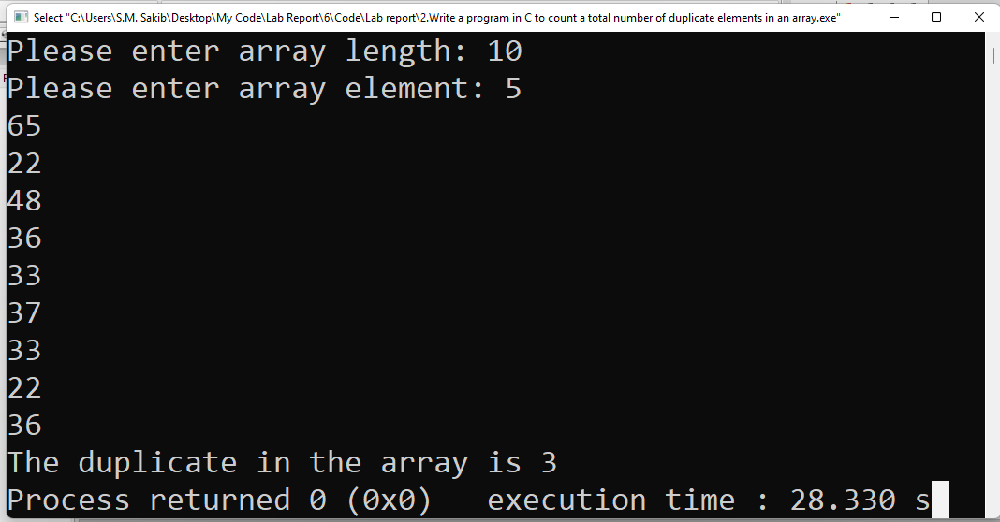 Select "C:\Users\S.M. Sakib\Desktop\My Code\Lab Report\6\Code\Lab report\2.Write a program in C to count a total number of duplicate elements in an array.exe"
Please enter array length: 10
Please enter array element: 5
65
22
48
36
33
37
33
22
36
The duplicate in the array is 3
Process returned 0 (0x0)   execution time : 28.330 s